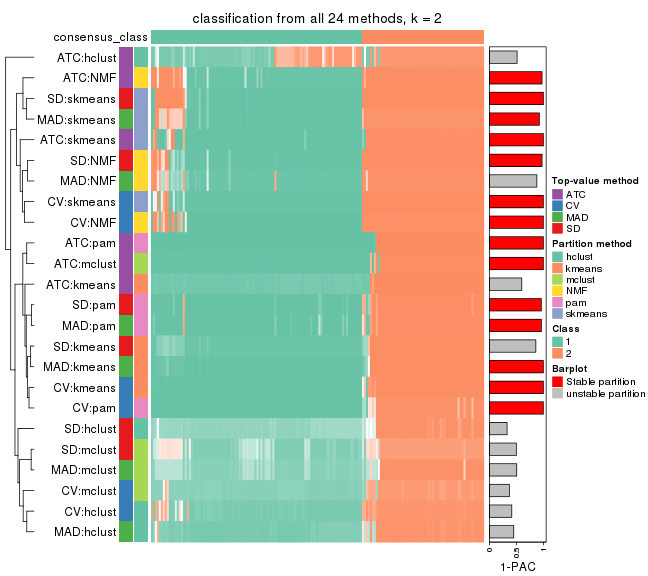 classification from all 24 methods, k = 2
consensus_class
ATC:hclust
ATC:NMF
SD:skmeans
MAD:skmeans
ATC:skmeans
SD:NMF
MAD:NMF
CV:skmeans
CV:NMF
ATC:pam
ATC:mclust
ATC:kmeans
SD:pam
MAD:pam
SD:kmeans
MAD:kmeans
CV:kmeans
CV:pam
SD:hclust
SD:mclust
MAD:mclust
CV:mclust
CV:hclust
MAD:hclust
0
0.5
1
1-PAC
Top-value method
ATC
CV
MAD
SD
Partition method
hclust
kmeans
mclust
NMF
pam
skmeans
Class
1
2
Barplot
Stable partition
unstable partition